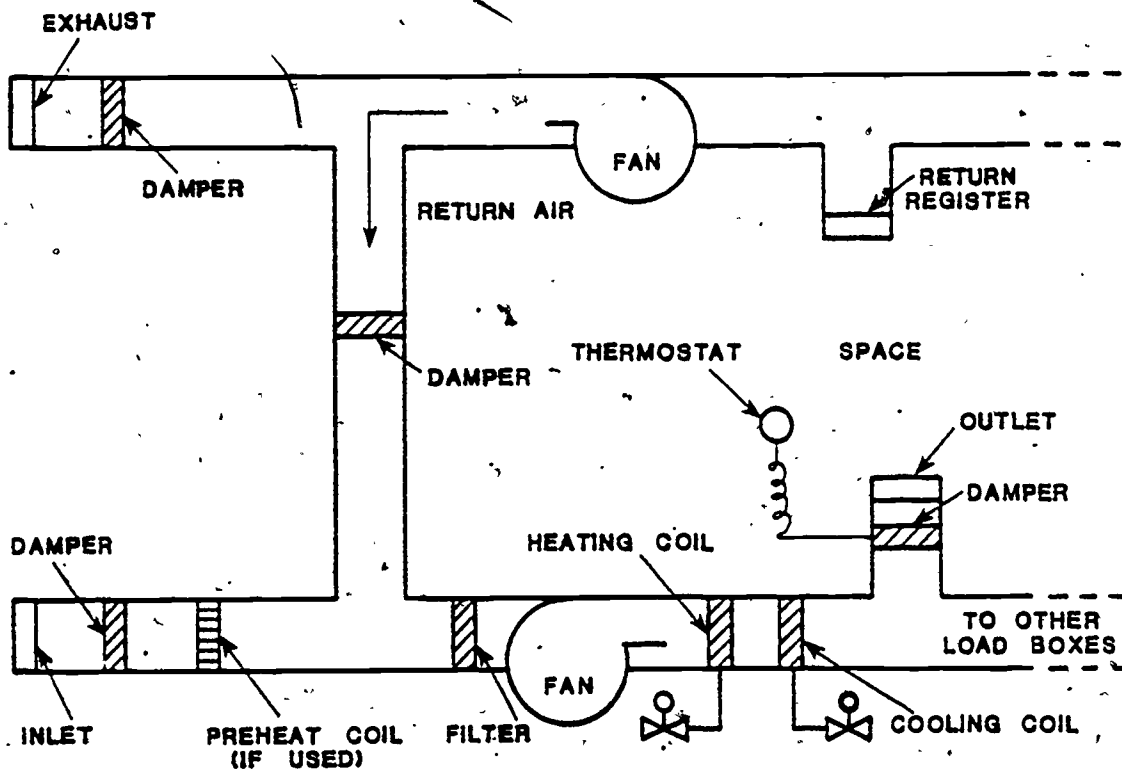 EXHAUST
DAMPER
FAN
RETURN AIR
RETURN
REGISTER
DAMPER
THERMOSTAT
SPACE
OUTLET
DAMPER
DAMPER
HEATING COIL
TO OTHER
LOAD BOXES
FAN
INLET
PREHEAT COIL
(IF USED)
FILTER
COOLING COIL